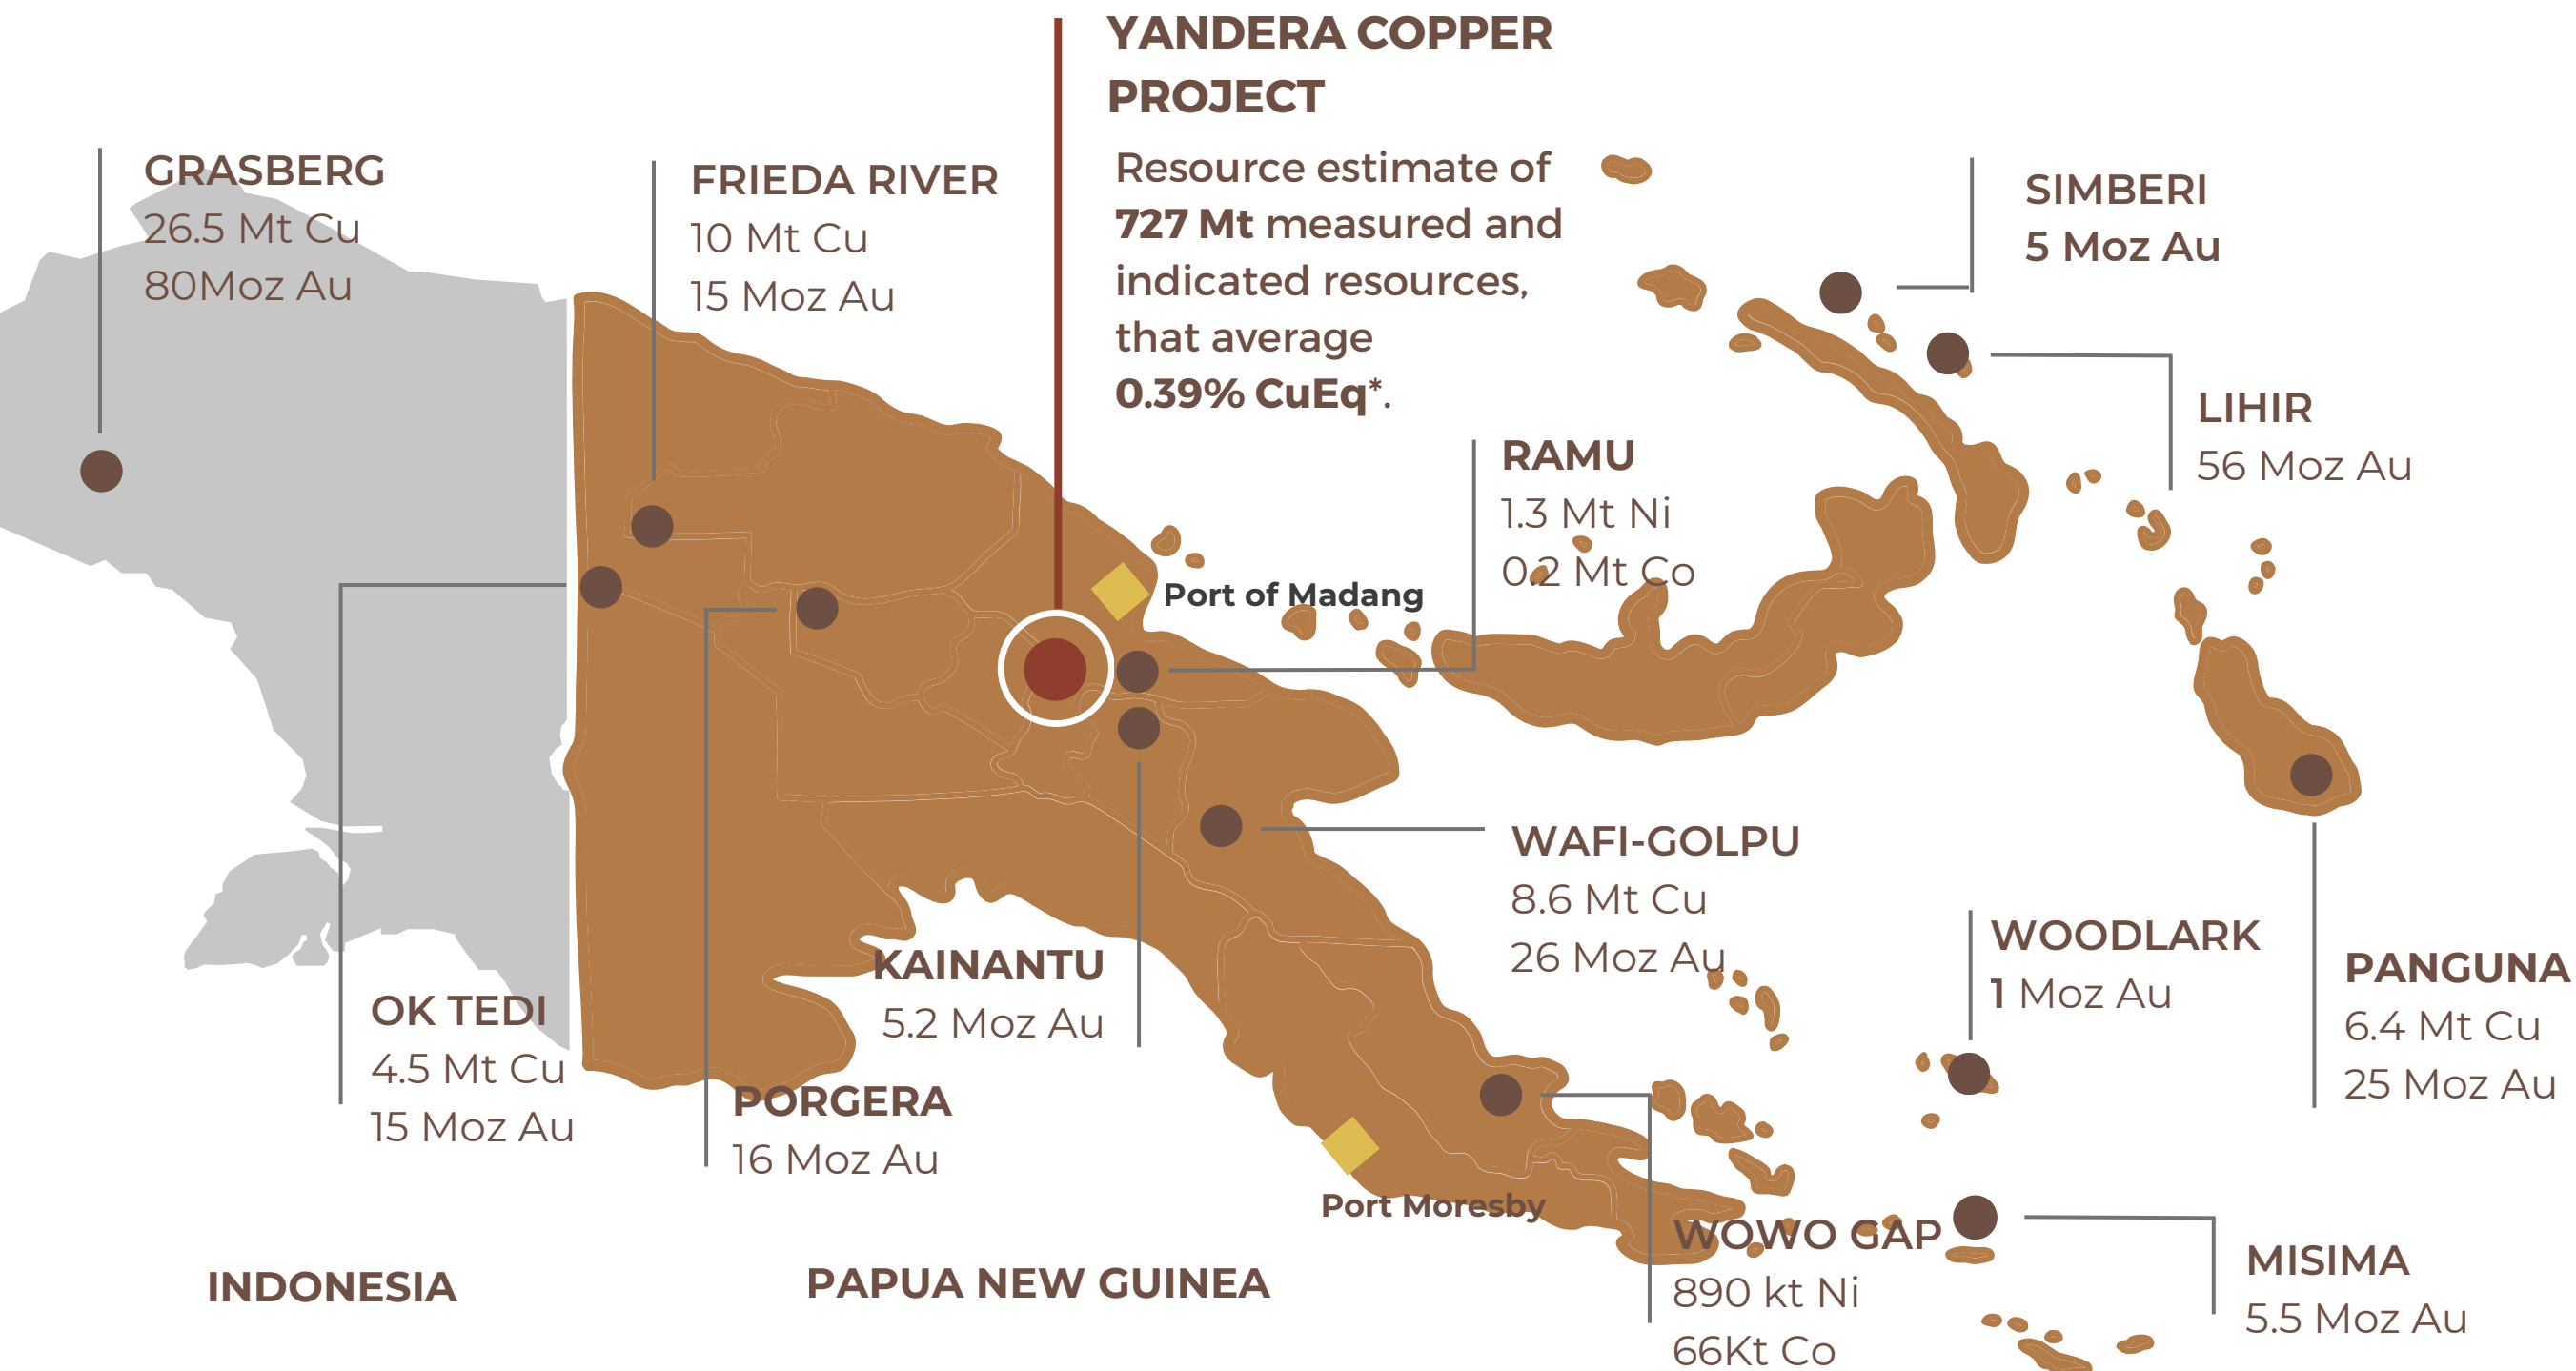 YANDERA COPPER
PROJECT
Resource estimate of
727 Mt measured and
indicated resources,
that average
0.39% CuEq*.
GRASBERG
26.5 Mt Cu
80Moz Au
FRIEDA RIVER
10 Mt Cu
15 Moz Au
SIMBERI
5 Moz Au
LIHIR
56 Moz Au
RAMU
1.3 Mt Ni
0.2 Mt Co
Port of Madang
WAFI-GOLPU
8.6 Mt Cu
26 Moz Au
WOODLARK
1 Moz Au
PANGUNA
6.4 Mt Cu
25 Moz Au
KAINANTU
5.2 Moz Au
OK TEDI
4.5 Mt Cu
15 Moz Au
PORGERA
16 Moz Au
Port Moresby
WOWO GAP
890 kt Ni
66Kt Co
MISIMA
5.5 Moz Au
INDONESIA
PAPUA NEW GUINEA